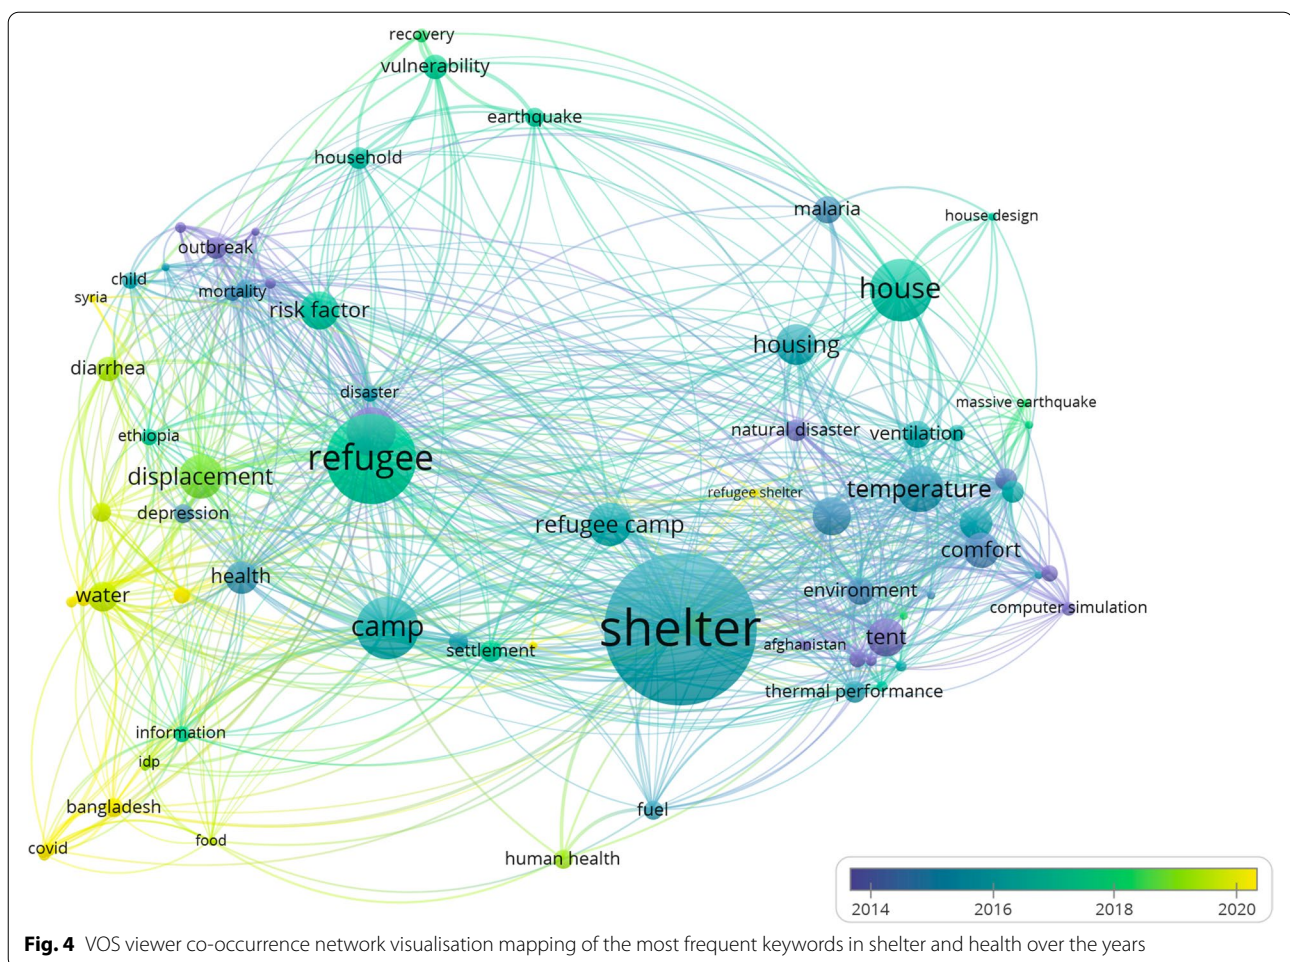 recovery
vulnerability
earthquake
household
malaria
house design
outbreak
child
mortality
syria
risk factor
house
housing
diarrhea
disaster
massive earthquake
ethiopia
natural disaster
ventilation
refugee
displacement
refugee shelter
temperature
depression
refugee camp
comfort
health
environment
water
computer simulation
camp
shelter
tent
settlement
afghanistan
thermal performance
information
idp
bangladesh
fuel
food
covid
human health
2014 2016 2018 2020
Fig. 4 VOS viewer co-occurrence network visualisation mapping of the most frequent keywords in shelter and health over the years